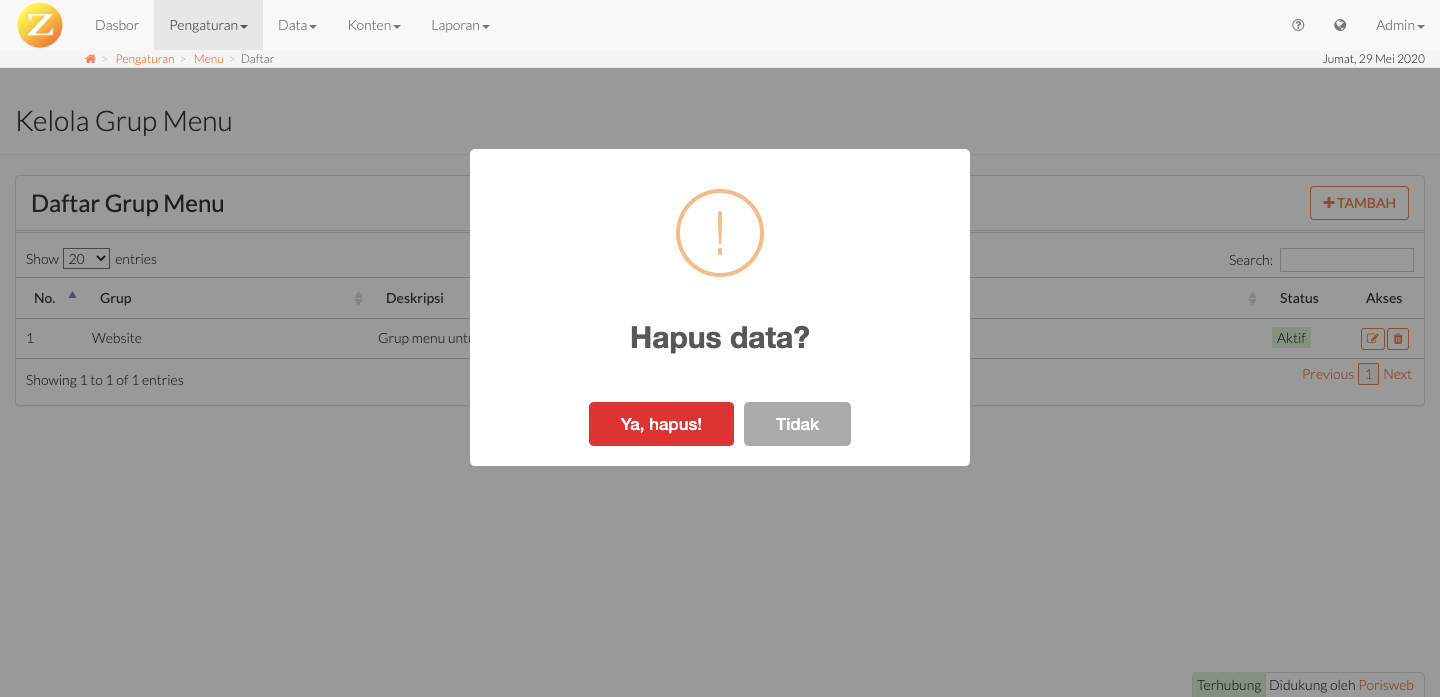 Z Dasbor Pengaturan Data Konten Laporan Admin
> Pengaturan > Menu > Daftar Jumat, 29 Mei 2020
Kelola Grup Menu
Daftar Grup Menu TAMBAH
Show 20 entries Search:
No. Grup Deskripsi Status Akses
1 Website Grup menu Aktif
Showing 1 to 1 of 1 entries Previous 1 Next
!
Hapus data?
Ya, hapus! Tidak
Terhubung Didukung oleh Porisweb